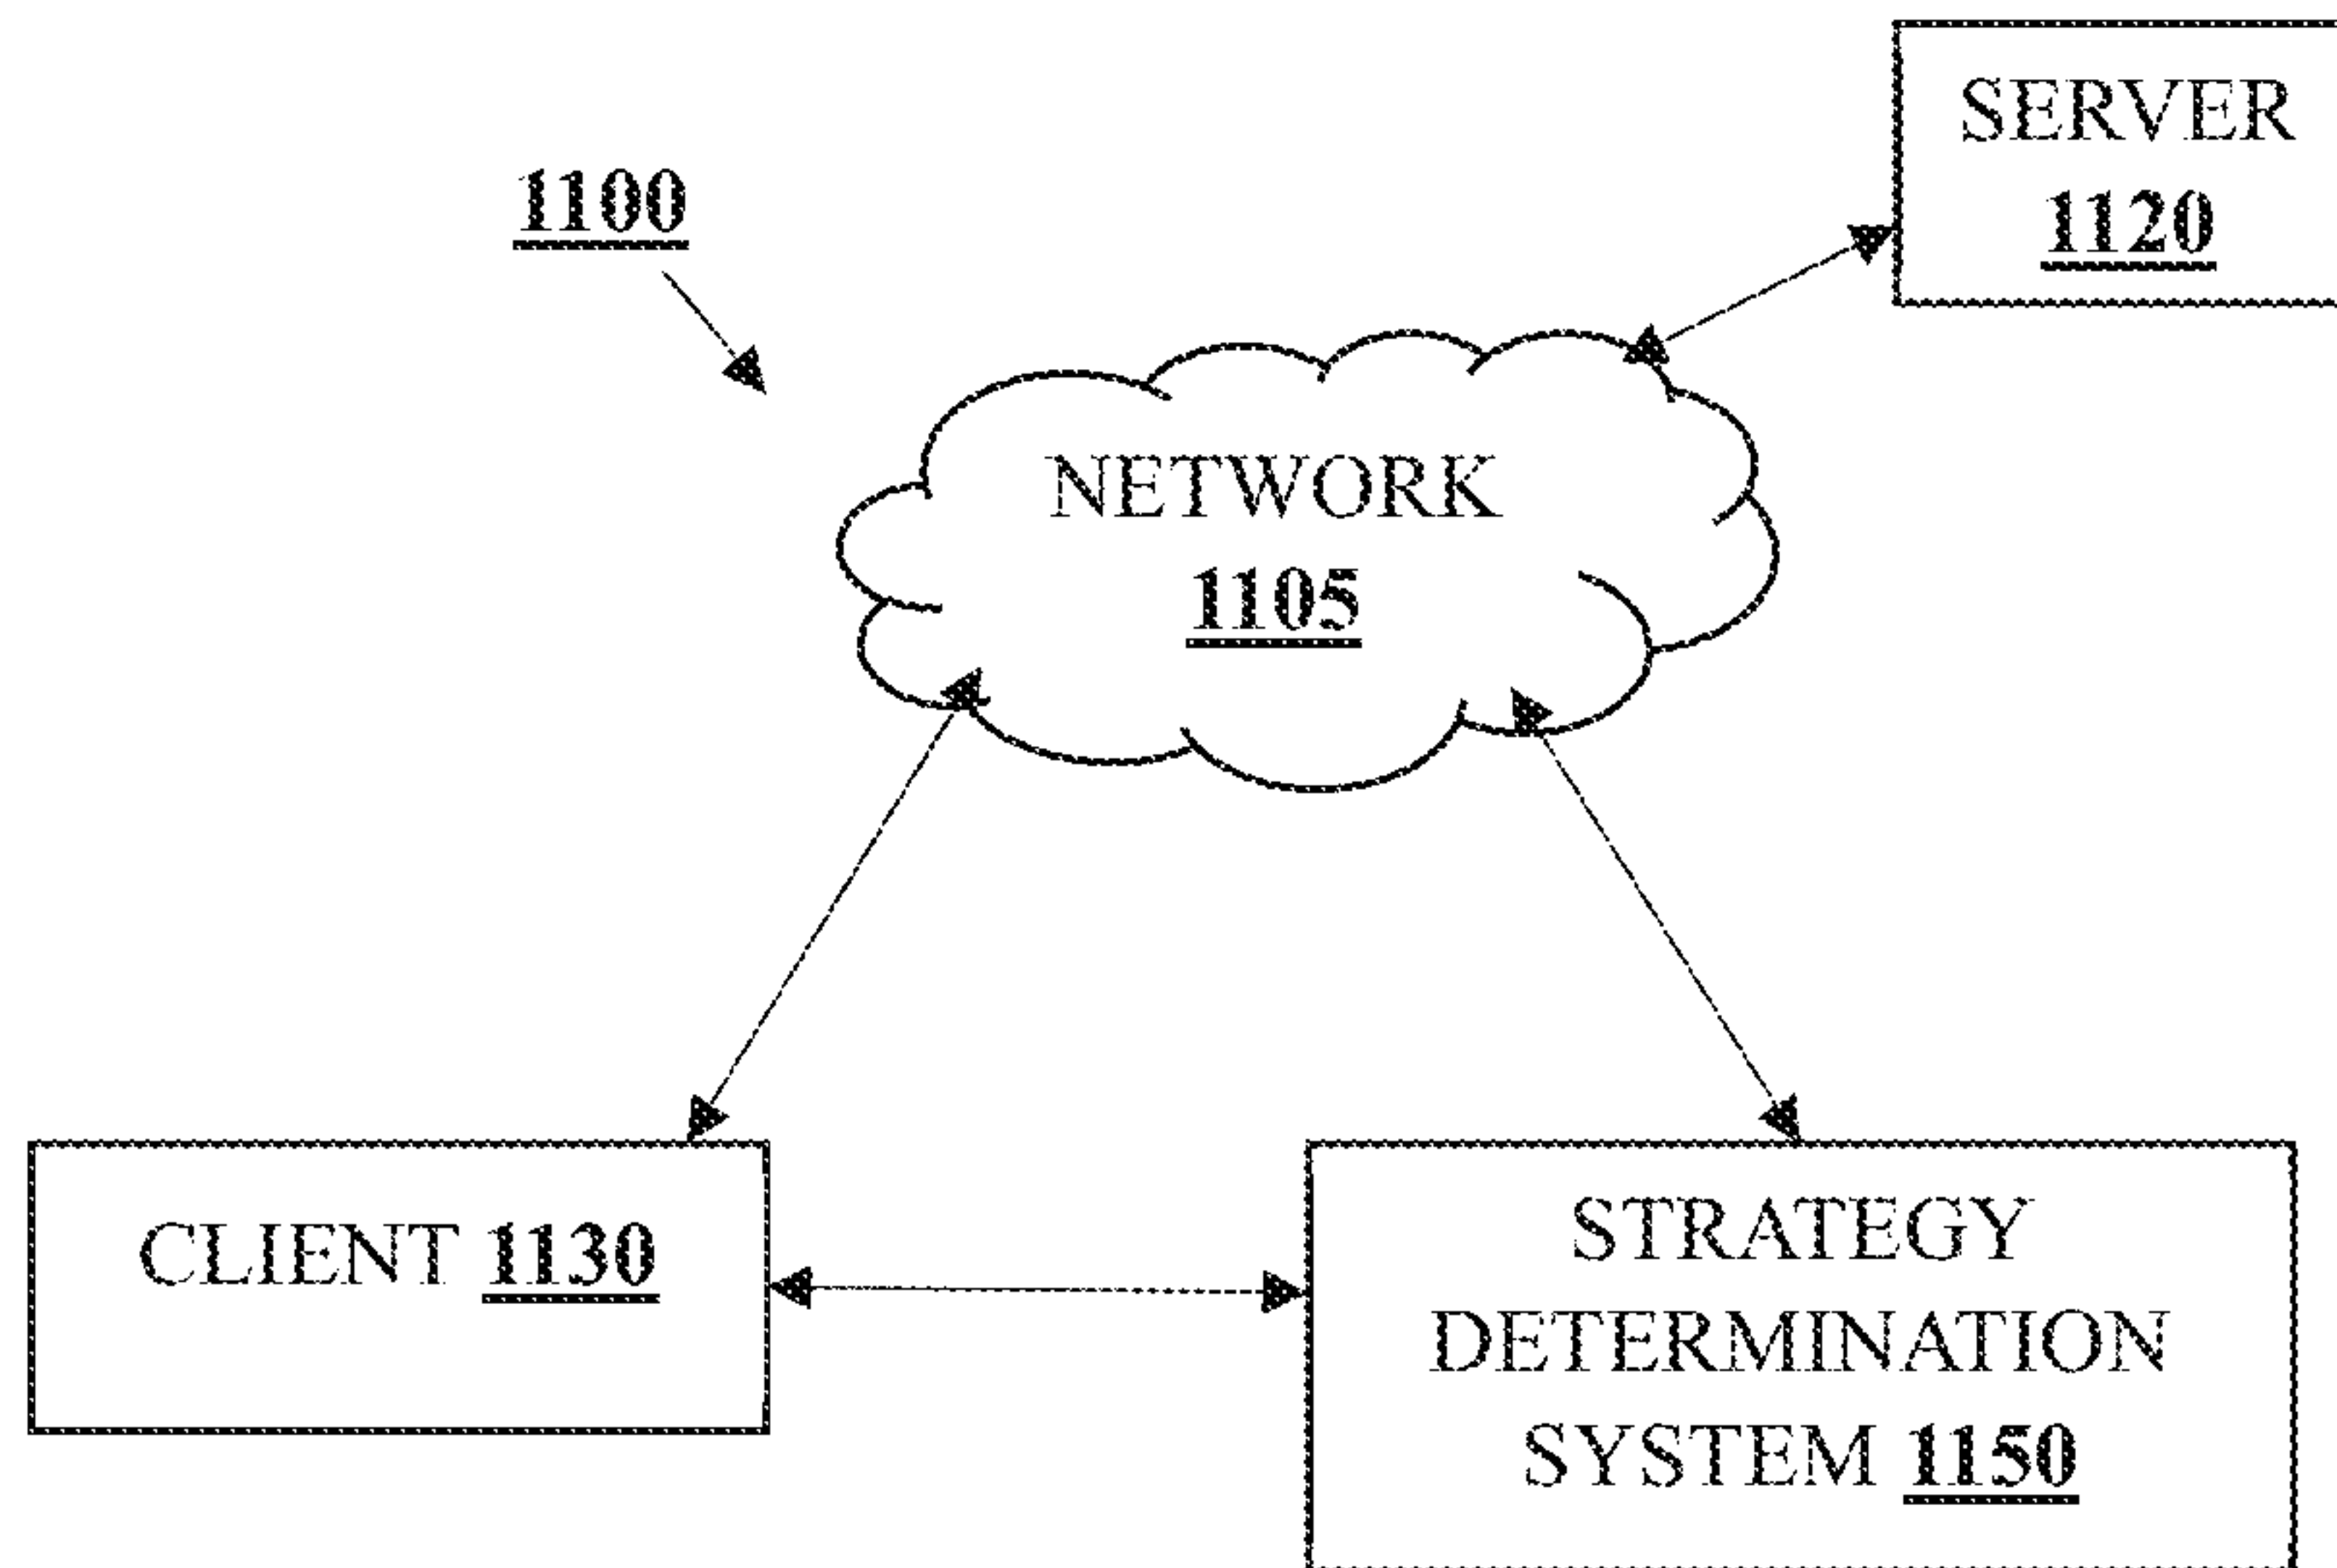 SERVER
1120
1100
NETWORK
1105
CLIENT 1130
STRATEGY
DETERMINATION
SYSTEM 1150